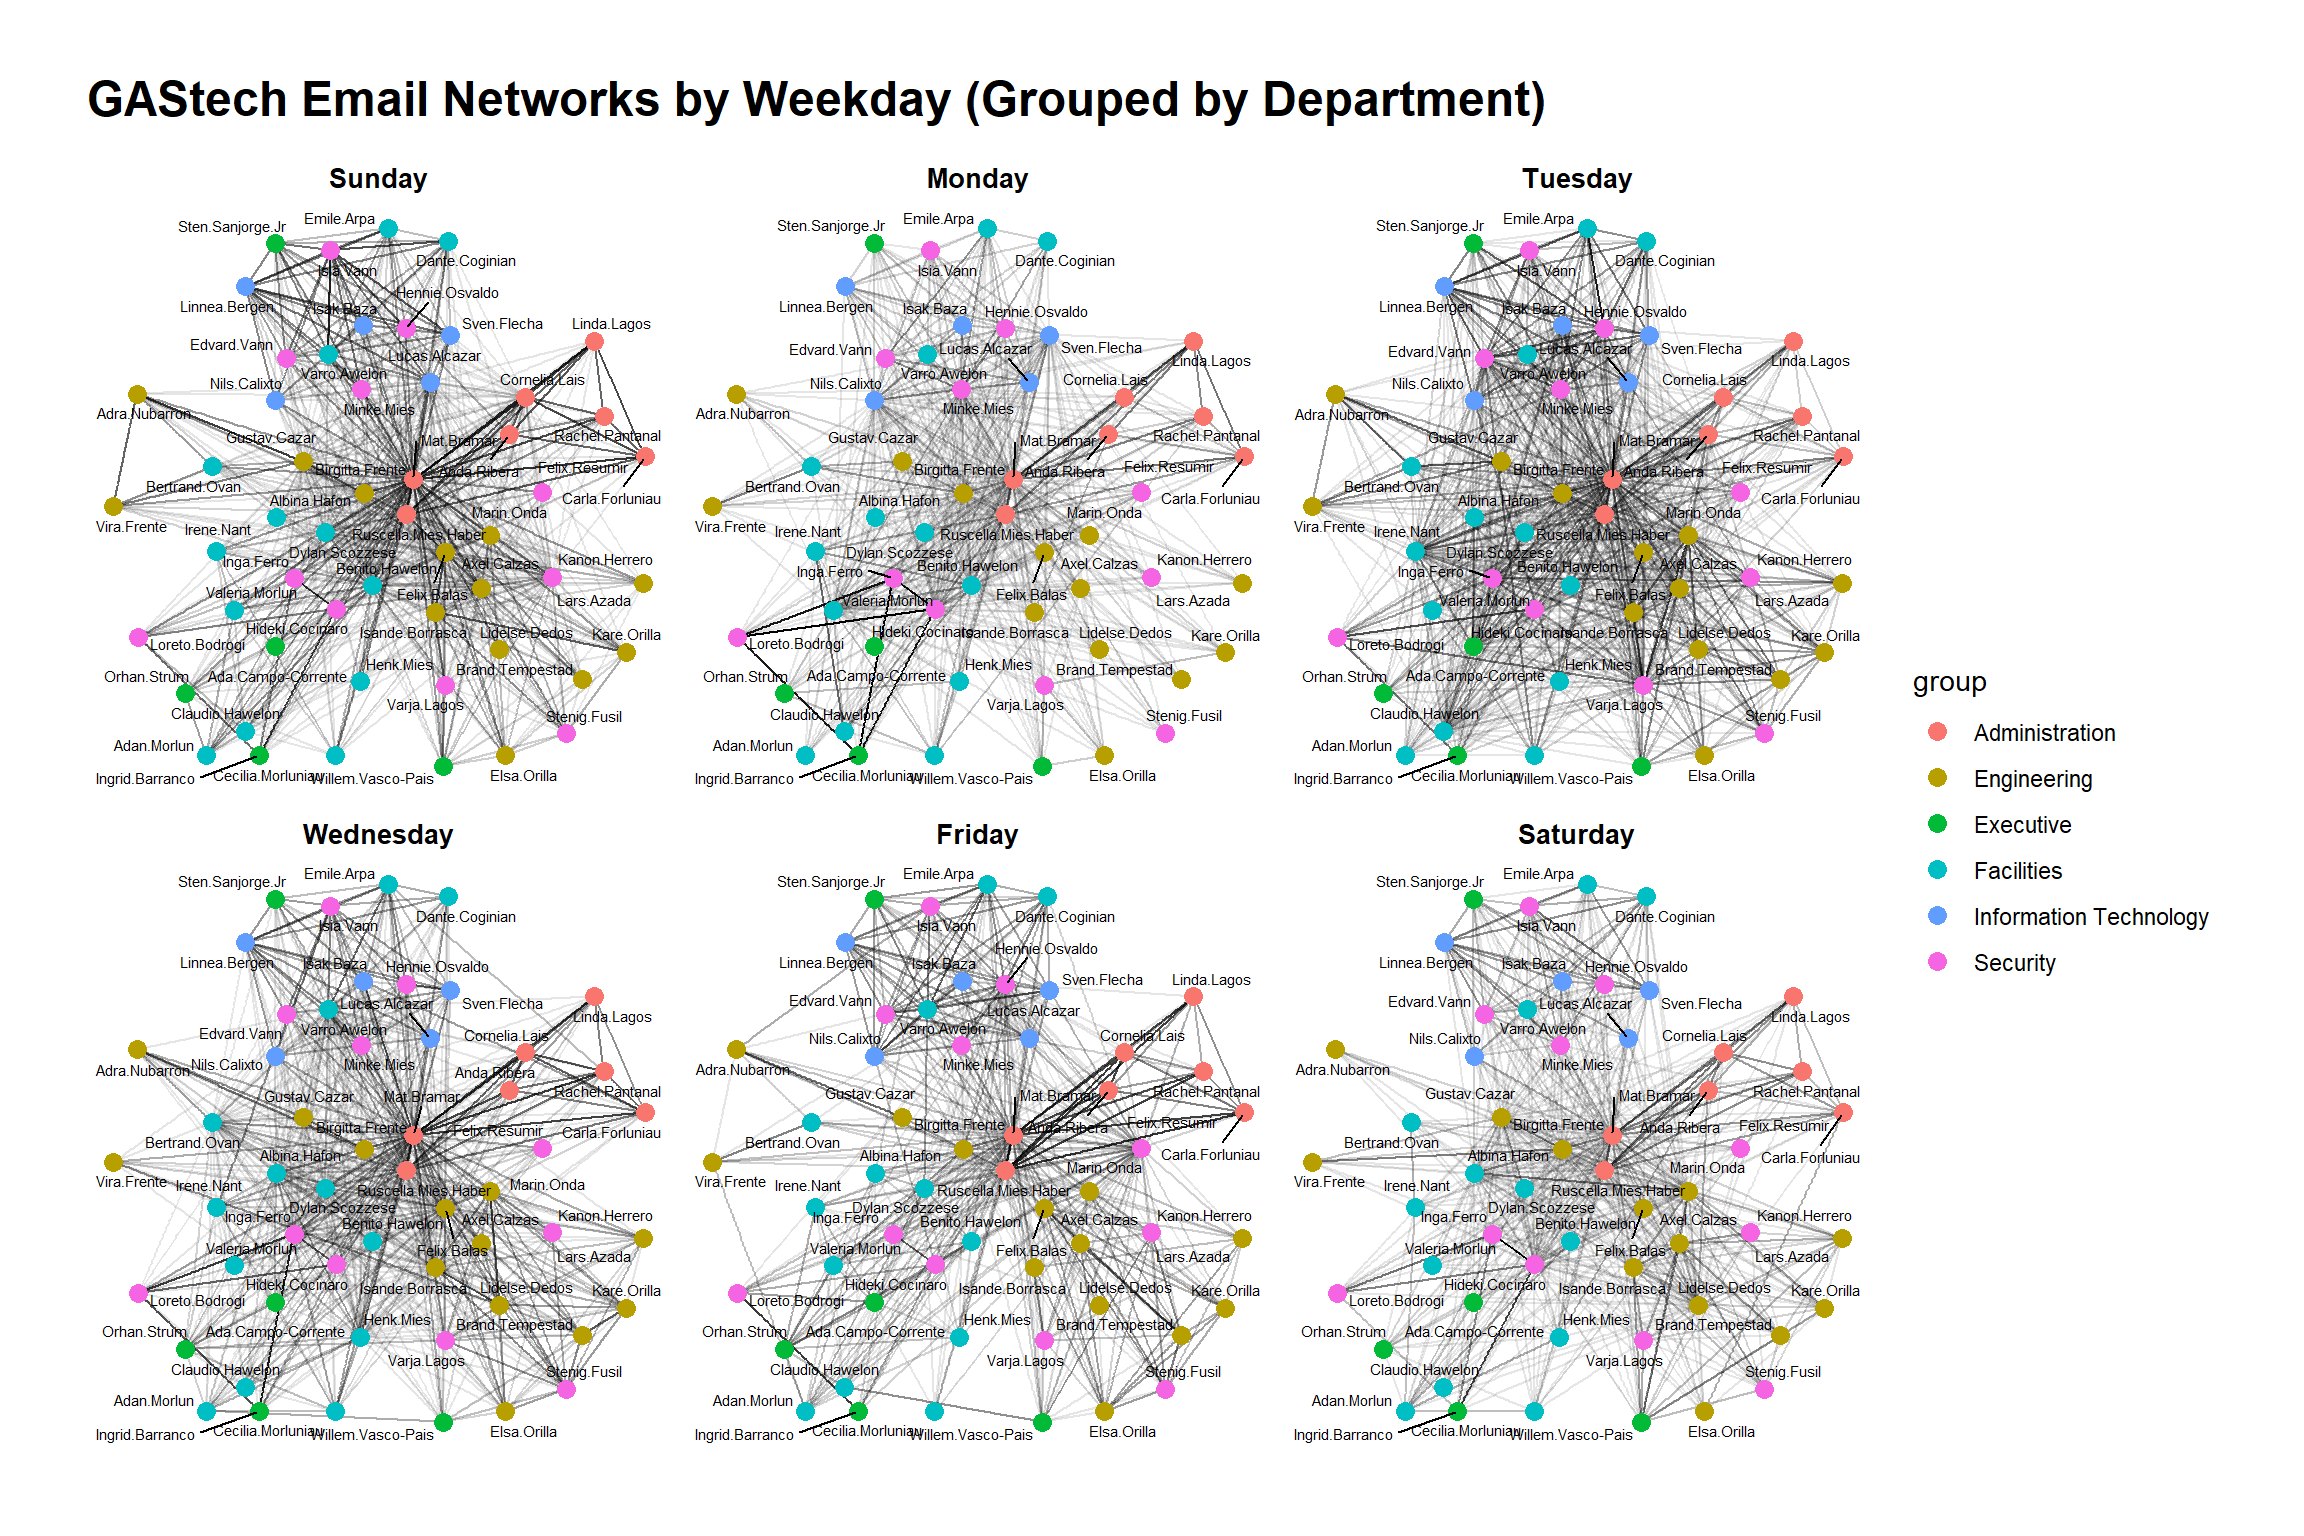 GAStech Email Networks by Weekday (Grouped by Department)
Sunday
Sten.Sanjorge.Jr
Emile.Arpa
Isia.Vann
Dante.Coginian
Linnea.Bergen
Isak.Baza
Hennie.Osvaldo
Sven.Flecha
Linda.Lagos
Edvard.Vann
Lucas.Alcazar
Varro.Awelon
Nils.Calixto
Cornelia.Lais
Adra.Nubarron
Minke.Mies
Gustav.Cazar
Mat.Bramar
Rachel.Pantanal
Birgitta.Frente
Anda.Ribera
Felix.Resumir
Bertrand.Ovan
Albina.Hafon
Carla.Forluniau
Vira.Frente
Irene.Nant
Marin.Onda
Ruscella.Mies.Haber
Dylan.Scozzese
Inga.Ferro
Benito.Hawelon
Axel.Calzas
Kanon.Herrero
Valeria.Morlun
Felix.Balas
Lars.Azada
Hideki.Cocinaro
Isande.Borrasca
Lidelse.Dedos
Kare.Orilla
Loreto.Bodrogi
Henk.Mies
Brand.Tempestad
Orhan.Strum
Ada.Campo-Corrente
Varja.Lagos
Claudio.Hawelon
Stenig.Fusil
Adan.Morlun
Ingrid.Barranco
Cecilia.Morluniau
Willem.Vasco-Pais
Elsa.Orilla
Monday
Sten.Sanjorge.Jr
Emile.Arpa
Isia.Vann
Dante.Coginian
Linnea.Bergen
Isak.Baza
Hennie.Osvaldo
Edvard.Vann
Lucas.Alcazar
Sven.Flecha
Linda.Lagos
Varro.Awelon
Nils.Calixto
Cornelia.Lais
Adra.Nubarron
Minke.Mies
Gustav.Cazar
Mat.Bramar
Rachel.Pantanal
Birgitta.Frente
Anda.Ribera
Felix.Resumir
Bertrand.Ovan
Albina.Hafon
Carla.Forluniau
Vira.Frente
Irene.Nant
Marin.Onda
Ruscella.Mies.Haber
Dylan.Scozzese
Inga.Ferro
Benito.Hawelon
Axel.Calzas
Kanon.Herrero
Valeria.Morlun
Felix.Balas
Lars.Azada
Hideki.Cocinaro
Isande.Borrasca
Lidelse.Dedos
Kare.Orilla
Loreto.Bodrogi
Henk.Mies
Brand.Tempestad
Orhan.Strum
Ada.Campo-Corrente
Varja.Lagos
Claudio.Hawelon
Stenig.Fusil
Adan.Morlun
Ingrid.Barranco
Cecilia.Morluniau
Willem.Vasco-Pais
Elsa.Orilla
Tuesday
Sten.Sanjorge.Jr
Emile.Arpa
Isia.Vann
Dante.Coginian
Linnea.Bergen
Isak.Baza
Hennie.Osvaldo
Edvard.Vann
Lucas.Alcazar
Sven.Flecha
Linda.Lagos
Varro.Awelon
Nils.Calixto
Cornelia.Lais
Adra.Nubarron
Minke.Mies
Gustav.Cazar
Mat.Bramar
Rachel.Pantanal
Birgitta.Frente
Anda.Ribera
Felix.Resumir
Bertrand.Ovan
Albina.Hafon
Carla.Forluniau
Vira.Frente
Irene.Nant
Marin.Onda
Ruscella.Mies.Haber
Dylan.Scozzese
Inga.Ferro
Benito.Hawelon
Axel.Calzas
Kanon.Herrero
Valeria.Morlun
Felix.Balas
Lars.Azada
Hideki.Cocinaro
Isande.Borrasca
Lidelse.Dedos
Kare.Orilla
Loreto.Bodrogi
Henk.Mies
Brand.Tempestad
Orhan.Strum
Ada.Campo-Corrente
Varja.Lagos
Claudio.Hawelon
Stenig.Fusil
Adan.Morlun
Ingrid.Barranco
Cecilia.Morluniau
Willem.Vasco-Pais
Elsa.Orilla
Wednesday
Sten.Sanjorge.Jr
Emile.Arpa
Isia.Vann
Dante.Coginian
Linnea.Bergen
Isak.Baza
Hennie.Osvaldo
Lucas.Alcazar
Sven.Flecha
Linda.Lagos
Edvard.Vann
Varro.Awelon
Cornelia.Lais
Nils.Calixto
Minke.Mies
Adra.Nubarron
Anda.Ribera
Gustav.Cazar
Mat.Bramar
Rachel.Pantanal
Birgitta.Frente
Felix.Resumir
Carla.Forluniau
Bertrand.Ovan
Albina.Hafon
Vira.Frente
Irene.Nant
Marin.Onda
Ruscella.Mies.Haber
Dylan.Scozzese
Inga.Ferro
Benito.Hawelon
Axel.Calzas
Kanon.Herrero
Valeria.Morlun
Felix.Balas
Lars.Azada
Hideki.Cocinaro
Isande.Borrasca
Lidelse.Dedos
Kare.Orilla
Loreto.Bodrogi
Henk.Mies
Brand.Tempestad
Orhan.Strum
Ada.Campo-Corrente
Varja.Lagos
Claudio.Hawelon
Stenig.Fusil
Adan.Morlun
Ingrid.Barranco
Cecilia.Morluniau
Willem.Vasco-Pais
Elsa.Orilla
Friday
Sten.Sanjorge.Jr
Emile.Arpa
Isia.Vann
Dante.Coginian
Linnea.Bergen
Isak.Baza
Hennie.Osvaldo
Sven.Flecha
Linda.Lagos
Edvard.Vann
Lucas.Alcazar
Varro.Awelon
Nils.Calixto
Cornelia.Lais
Adra.Nubarron
Minke.Mies
Gustav.Cazar
Mat.Bramar
Rachel.Pantanal
Birgitta.Frente
Anda.Ribera
Felix.Resumir
Bertrand.Ovan
Albina.Hafon
Carla.Forluniau
Vira.Frente
Irene.Nant
Marin.Onda
Ruscella.Mies.Haber
Dylan.Scozzese
Inga.Ferro
Benito.Hawelon
Axel.Calzas
Kanon.Herrero
Valeria.Morlun
Felix.Balas
Lars.Azada
Hideki.Cocinaro
Isande.Borrasca
Lidelse.Dedos
Kare.Orilla
Loreto.Bodrogi
Henk.Mies
Brand.Tempestad
Orhan.Strum
Ada.Campo-Corrente
Varja.Lagos
Claudio.Hawelon
Stenig.Fusil
Adan.Morlun
Ingrid.Barranco
Cecilia.Morluniau
Willem.Vasco-Pais
Elsa.Orilla
Saturday
Sten.Sanjorge.Jr
Emile.Arpa
Isia.Vann
Dante.Coginian
Linnea.Bergen
Isak.Baza
Hennie.Osvaldo
Edvard.Vann
Lucas.Alcazar
Sven.Flecha
Linda.Lagos
Varro.Awelon
Nils.Calixto
Cornelia.Lais
Adra.Nubarron
Minke.Mies
Gustav.Cazar
Mat.Bramar
Rachel.Pantanal
Birgitta.Frente
Anda.Ribera
Felix.Resumir
Bertrand.Ovan
Albina.Hafon
Carla.Forluniau
Vira.Frente
Irene.Nant
Marin.Onda
Ruscella.Mies.Haber
Dylan.Scozzese
Inga.Ferro
Benito.Hawelon
Axel.Calzas
Kanon.Herrero
Valeria.Morlun
Felix.Balas
Lars.Azada
Hideki.Cocinaro
Isande.Borrasca
Lidelse.Dedos
Kare.Orilla
Loreto.Bodrogi
Henk.Mies
Brand.Tempestad
Orhan.Strum
Ada.Campo-Corrente
Varja.Lagos
Claudio.Hawelon
Stenig.Fusil
Adan.Morlun
Ingrid.Barranco
Cecilia.Morluniau
Willem.Vasco-Pais
Elsa.Orilla
group
Administration
Engineering
Executive
Facilities
Information Technology
Security